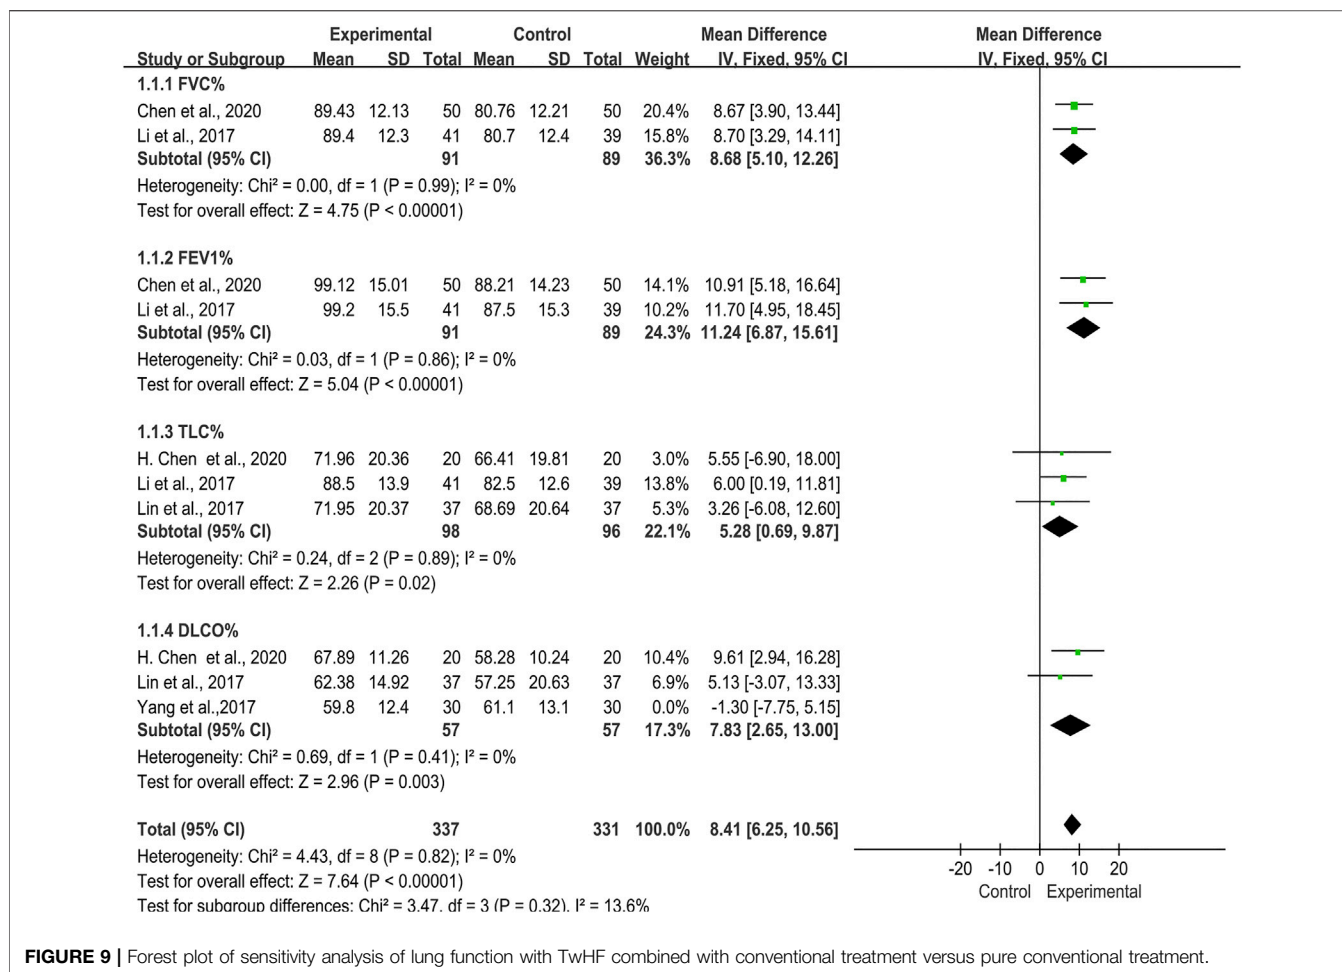 Experimental Control Mean Difference Mean Difference
Study or Subgroup Mean SD Total Mean SD Total Weight IV, Fixed, 95% CI IV, Fixed, 95% CI
1.1.1 FVC%
Chen et al., 2020 89.43 12.13 50 80.76 12.21 50 20.4% 8.67 [3.90, 13.44]
Li et al., 2017 89.4 12.3 41 80.7 12.4 39 15.8% 8.70 [3.29, 14.11]
Subtotal (95% CI) 91 89 36.3% 8.68 [5.10, 12.26]
Heterogeneity: Chi² = 0.00, df = 1 (P = 0.99); I² = 0%
Test for overall effect: Z = 4.75 (P < 0.00001)
1.1.2 FEV1%
Chen et al., 2020 99.12 15.01 50 88.21 14.23 50 14.1% 10.91 [5.18, 16.64]
Li et al., 2017 99.2 15.5 41 87.5 15.3 39 10.2% 11.70 [4.95, 18.45]
Subtotal (95% CI) 91 89 24.3% 11.24 [6.87, 15.61]
Heterogeneity: Chi² = 0.03, df = 1 (P = 0.86); I² = 0%
Test for overall effect: Z = 5.04 (P < 0.00001)
1.1.3 TLC%
H. Chen et al., 2020 71.96 20.36 20 66.41 19.81 20 3.0% 5.55 [-6.90, 18.00]
Li et al., 2017 88.5 13.9 41 82.5 12.6 39 13.8% 6.00 [0.19, 11.81]
Lin et al., 2017 71.95 20.37 37 68.69 20.64 37 5.3% 3.26 [-6.08, 12.60]
Subtotal (95% CI) 98 96 22.1% 5.28 [0.69, 9.87]
Heterogeneity: Chi² = 0.24, df = 2 (P = 0.89); I² = 0%
Test for overall effect: Z = 2.26 (P = 0.02)
1.1.4 DLCO%
H. Chen et al., 2020 67.89 11.26 20 58.28 10.24 20 10.4% 9.61 [2.94, 16.28]
Lin et al., 2017 62.38 14.92 37 57.25 20.63 37 6.9% 5.13 [-3.07, 13.33]
Yang et al.,2017 59.8 12.4 30 61.1 13.1 30 0.0% -1.30 [-7.75, 5.15]
Subtotal (95% CI) 57 57 17.3% 7.83 [2.65, 13.00]
Heterogeneity: Chi² = 0.69, df = 1 (P = 0.41); I² = 0%
Test for overall effect: Z = 2.96 (P = 0.003)
Total (95% CI) 337 331 100.0% 8.41 [6.25, 10.56]
Heterogeneity: Chi² = 4.43, df = 8 (P = 0.82); I² = 0%
Test for overall effect: Z = 7.64 (P < 0.00001)
Test for subgroup differences: Chi² = 3.47, df = 3 (P = 0.32), I² = 13.6%
-20 -10 0 10 20
Control Experimental
FIGURE 9 | Forest plot of sensitivity analysis of lung function with TwHF combined with conventional treatment versus pure conventional treatment.